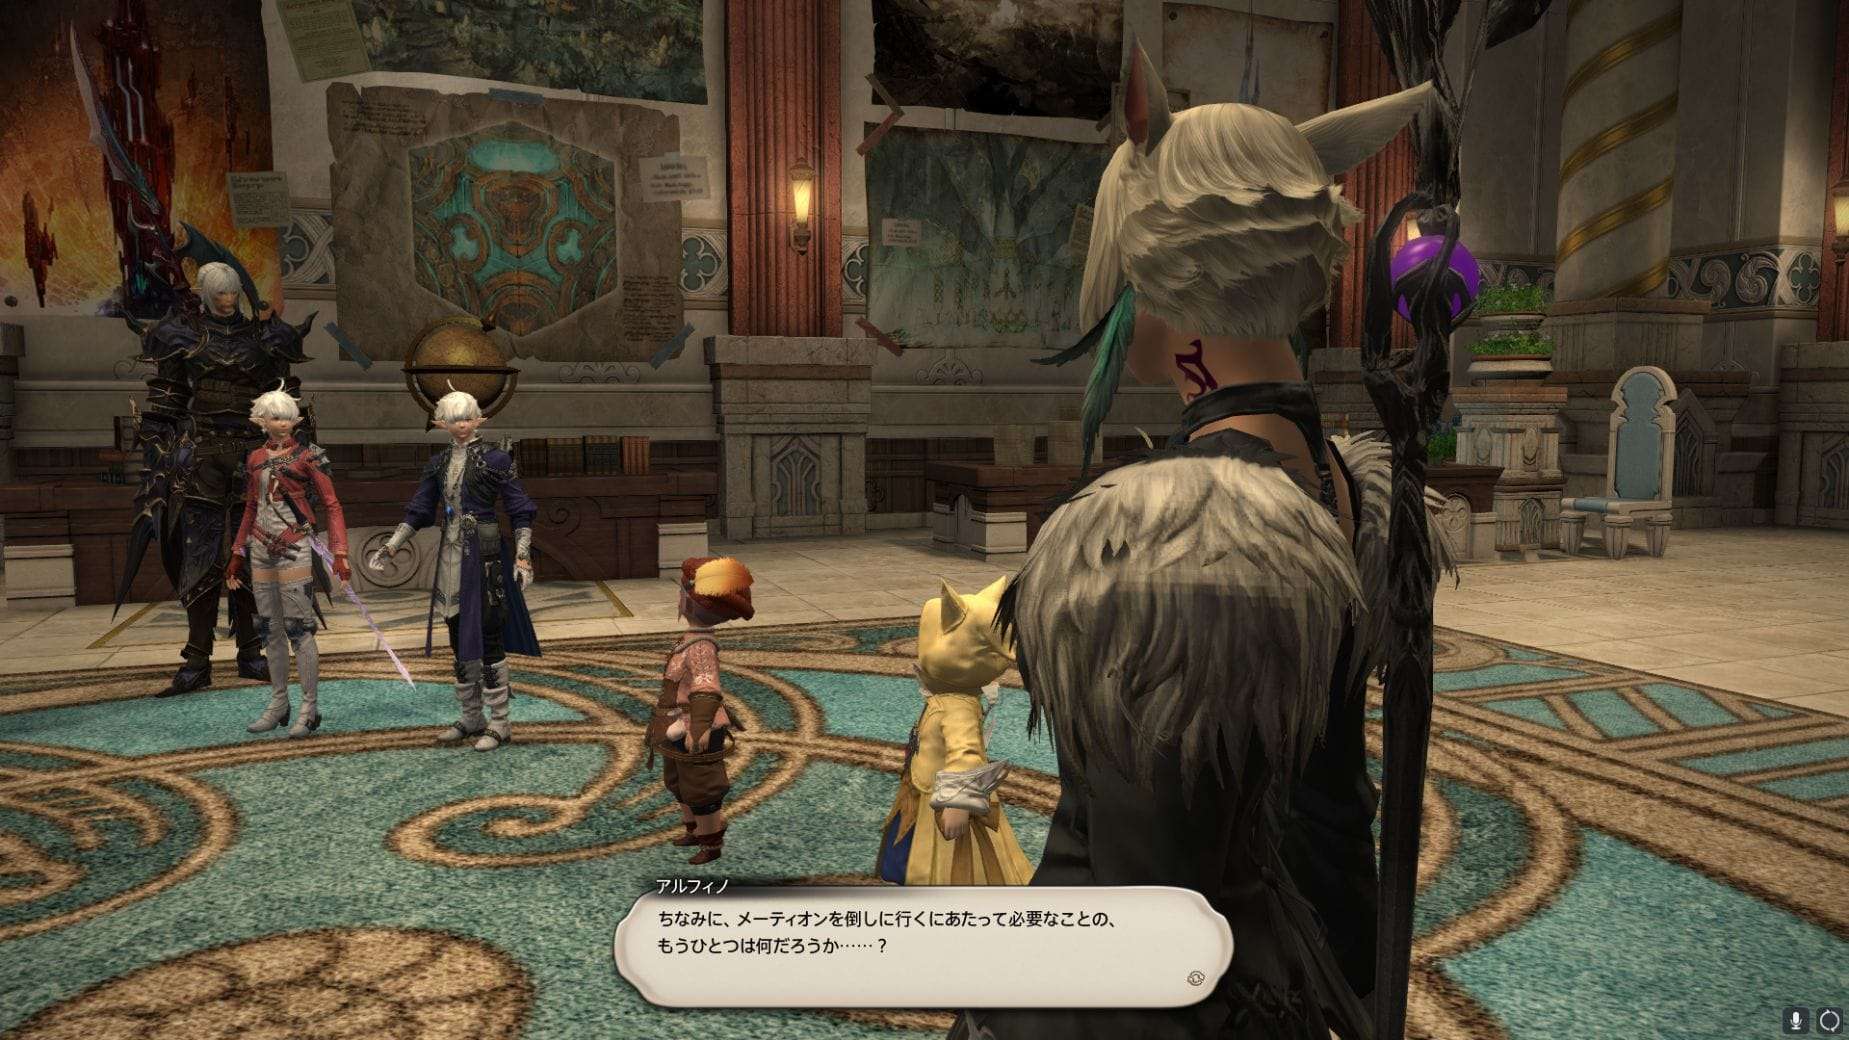 アルフィノ
ちなみに、メーティオンを倒しに行くにあたって必要なことの、
もうひとつは何だろうか……？